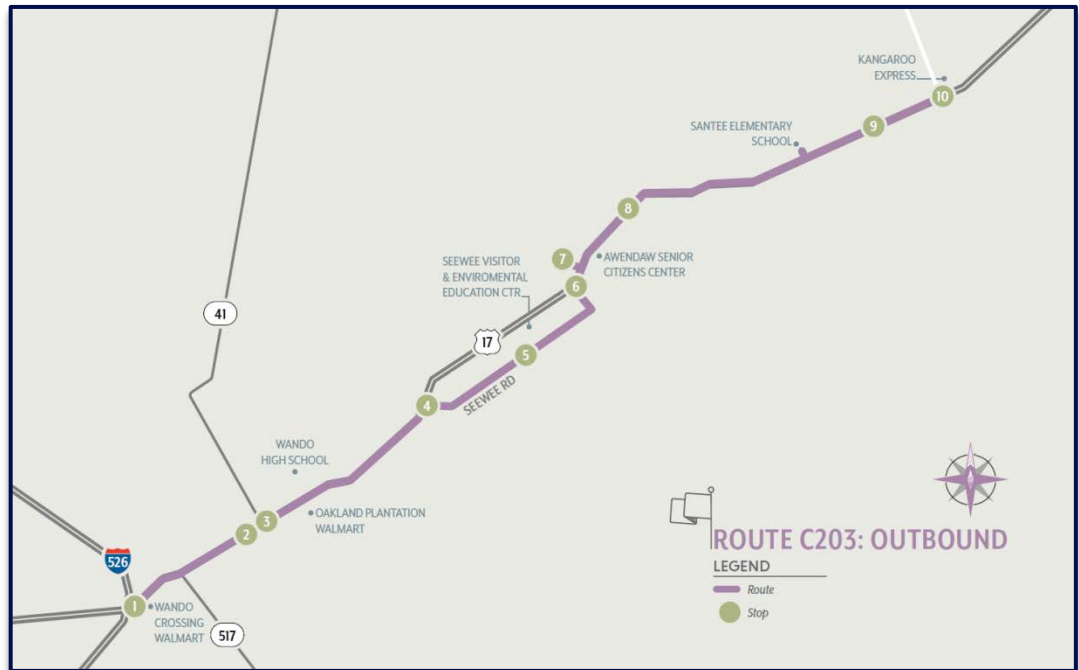 KANGAROO
EXPRESS
10
SANTEE ELEMENTARY
SCHOOL
9
8
7
AWENDAW SENIOR
CITIZENS CENTER
SEEWEE VISITOR
& ENVIROMENTAL
EDUCATION CTR
6
41
17
5
SEEWEE RD
4
WANDO
HIGH SCHOOL
OAKLAND PLANTATION
WALMART
3
2
526
1
WANDO
CROSSING
WALMART
517
ROUTE C203: OUTBOUND
LEGEND
Route
Stop